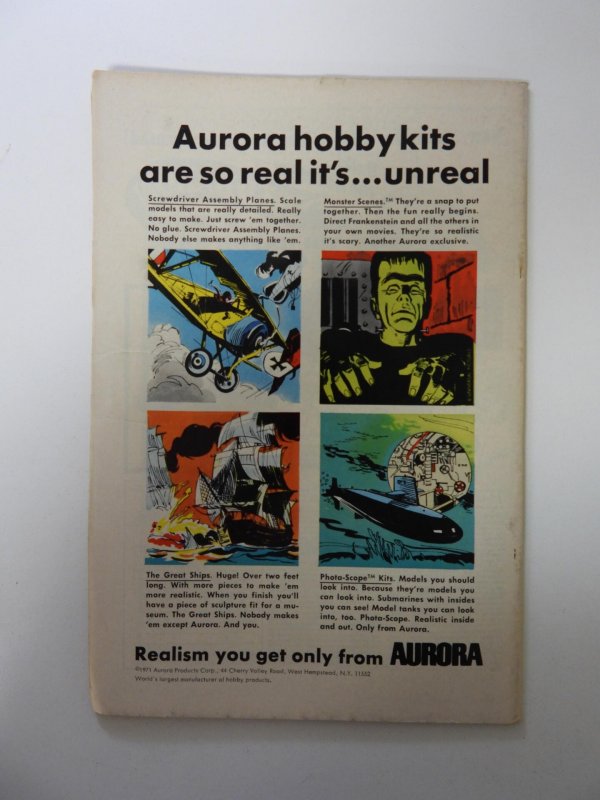 Aurora hobby kits
are so real it's...unreal
Screwdriver Assembly Planes. Scale
models that are really detailed. Really
easy to make. Just screw 'em together.
No glue. Screwdriver Assembly Planes.
Nobody else makes anything like 'em.
Monster Scenes.™ They're a snap to put
together. Then the fun really begins.
Direct Frankenstein and all the others in
your own movies. They're so realistic
it's scary. Another Aurora exclusive.
The Great Ships. Huge! Over two feet
long. With more pieces to make 'em
more realistic. When you finish you'll
have a piece of sculpture fit for a mu-
seum. The Great Ships. Nobody makes
'em except Aurora. And you.
Photo-Scope™ Kits. Models you should
look into. Because they're models you
can look into. Submarines with insides
you can see! Model tanks you can look
into, too. Photo-Scope. Realistic inside
and out. Only from Aurora.
Realism you get only from AURORA
©1971 Aurora Products Corp., 44 Cherry Valley Road, West Hempstead, N.Y. 11552
World's largest manufacturer of hobby products.